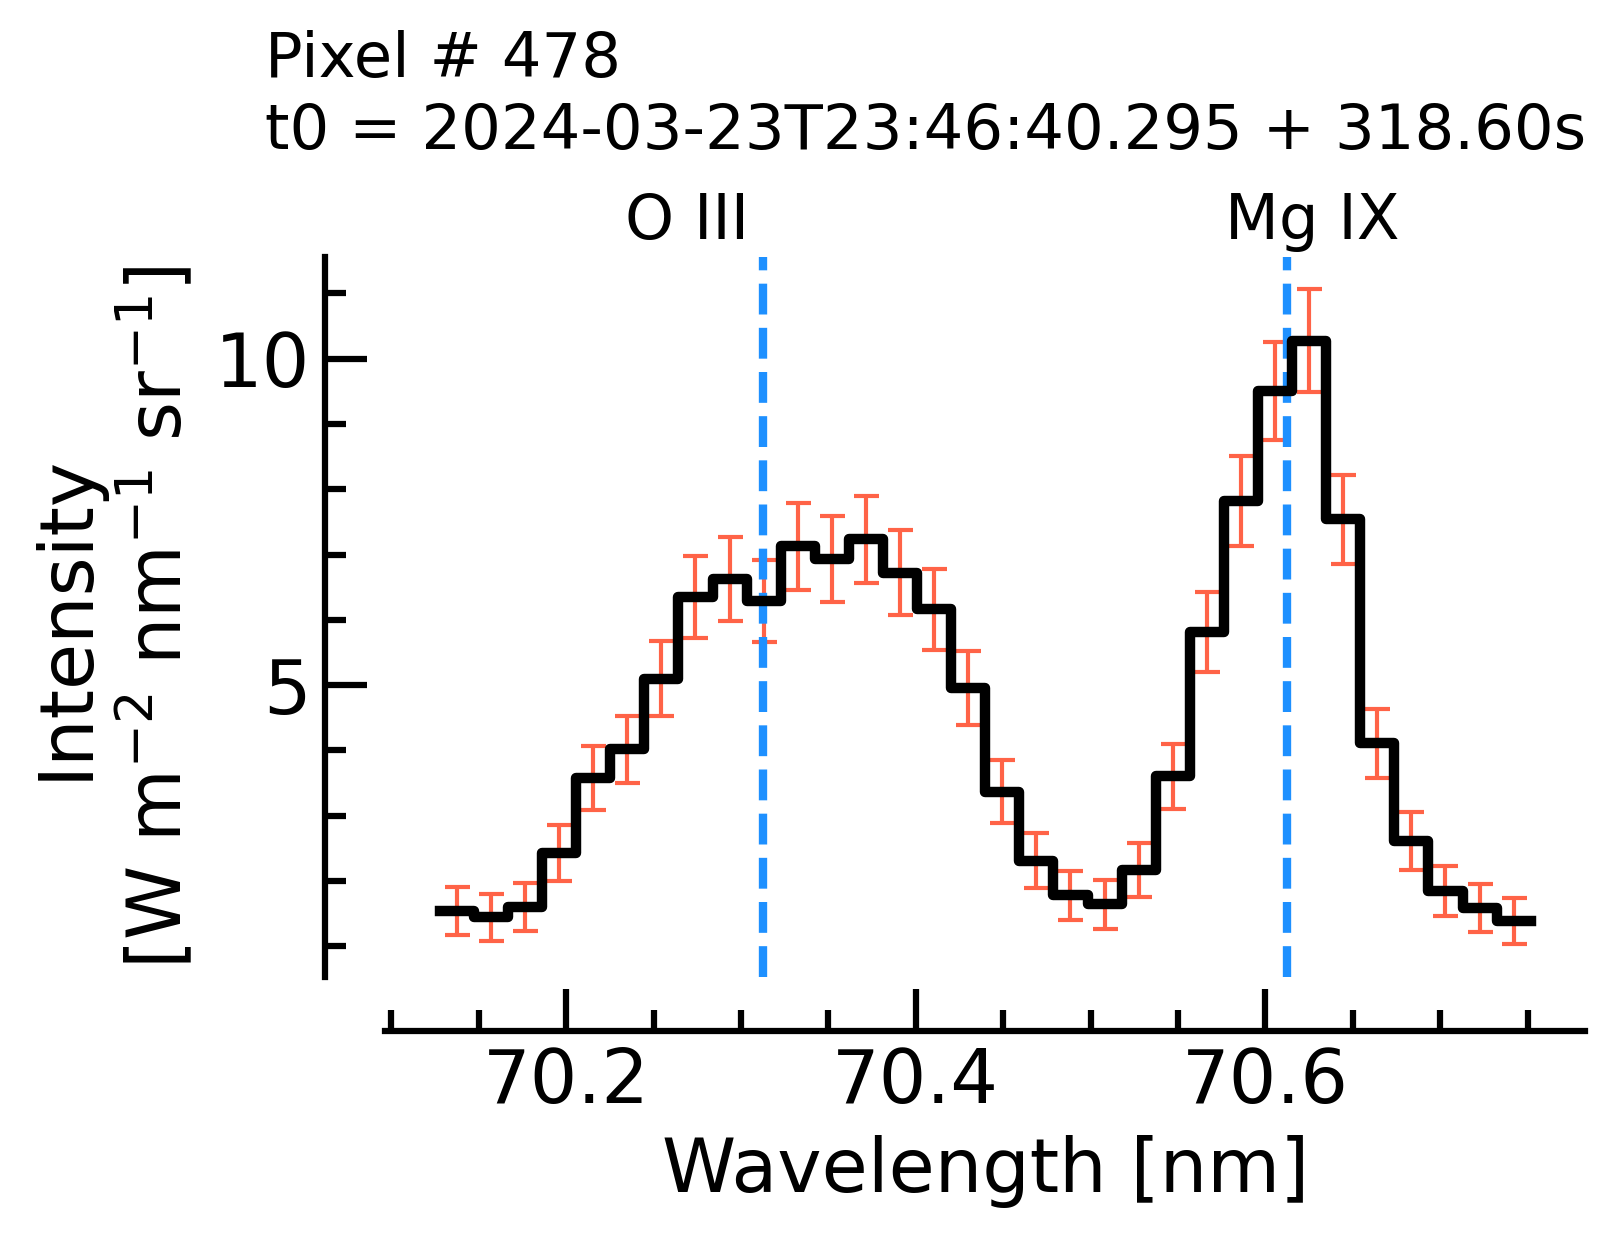 Pixel # 478
t0 = 2024-03-23T23:46:40.295 + 318.60s
O III
Mg IX
Intensity
[W m⁻² nm⁻¹ sr⁻¹]
10
5
70.2
70.4
70.6
Wavelength [nm]